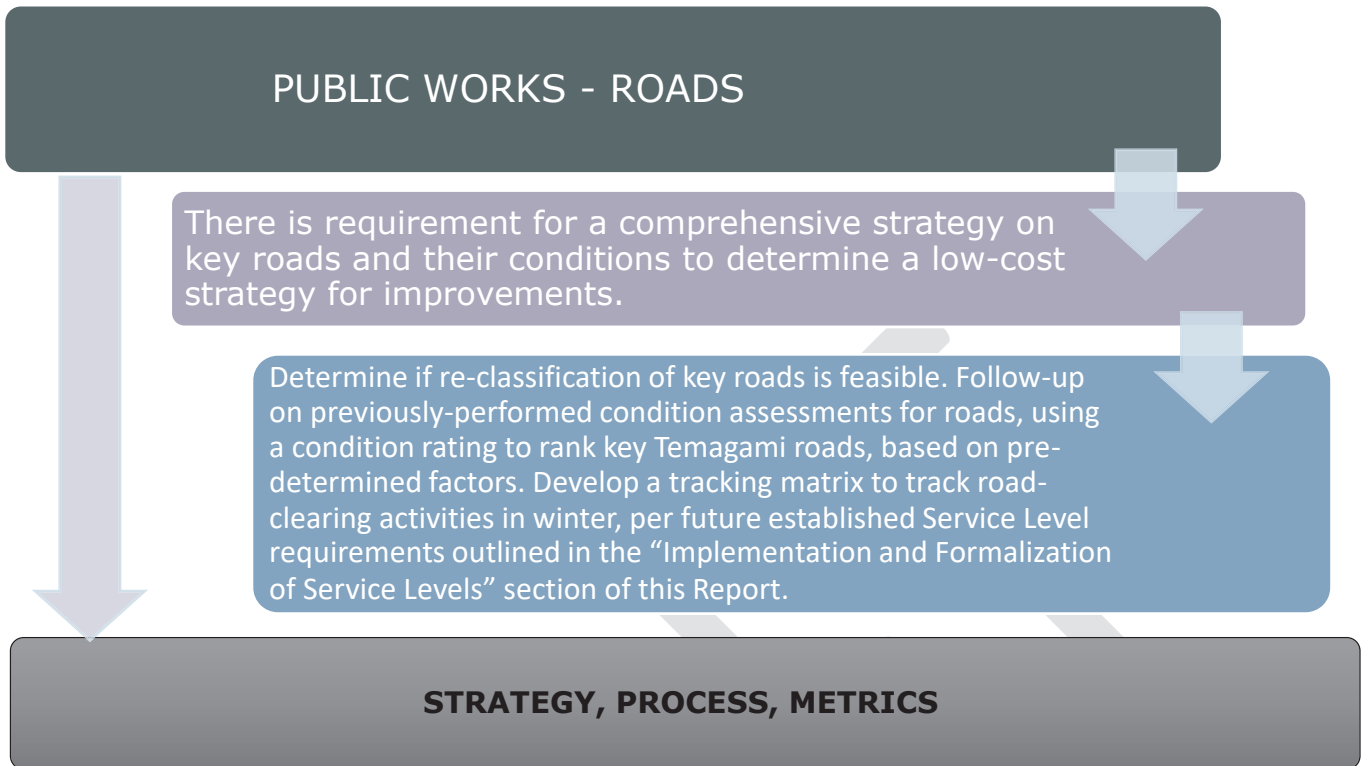 PUBLIC WORKS - ROADS
There is requirement for a comprehensive strategy on
key roads and their conditions to determine a low-cost
strategy for improvements.
Determine if re-classification of key roads is feasible. Follow-up
on previously-performed condition assessments for roads, using
a condition rating to rank key Temagami roads, based on pre-
determined factors. Develop a tracking matrix to track road-
clearing activities in winter, per future established Service Level
requirements outlined in the “Implementation and Formalization
of Service Levels” section of this Report.
STRATEGY, PROCESS, METRICS